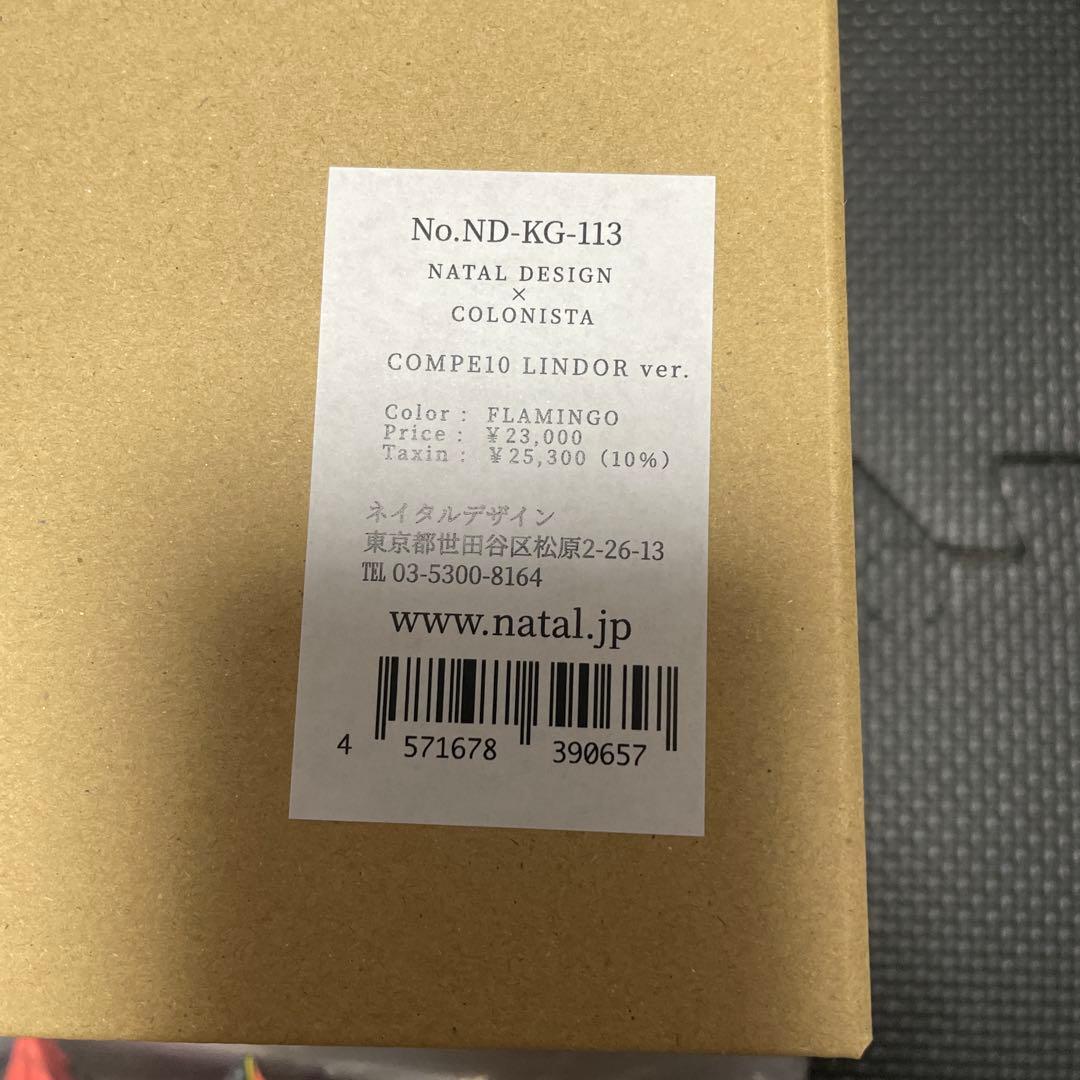 No.ND-KG-113
NATAL DESIGN
×
COLONISTA
COMPE10 LINDOR ver.
Color : FLAMINGO
Price : ¥23,000
Taxin : ¥25,300 (10%)
ネイタルデザイン
東京都世田谷区松原2-26-13
℡ 03-5300-8164
www.natal.jp
4 571678 390657